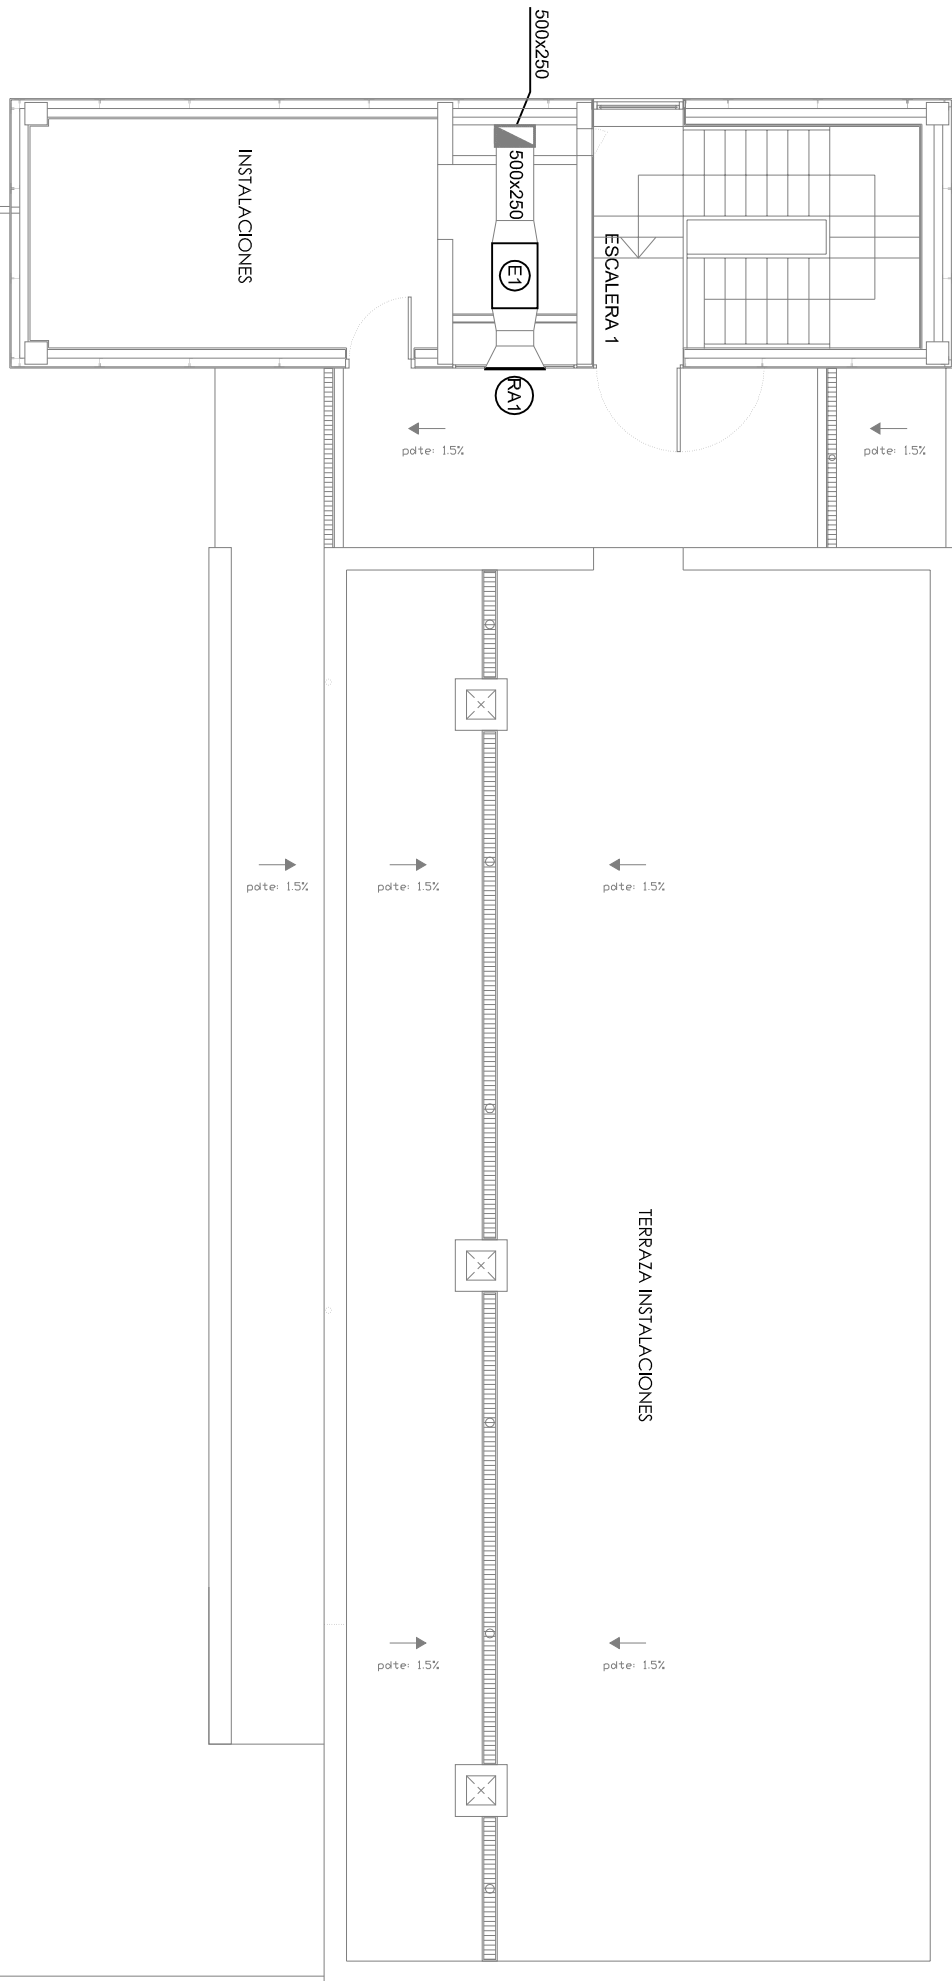 500x250
500x250
INSTALACIONES
ESCALERA 1
E1
RA1
pdte: 1.5%
pdte: 1.5%
pdte: 1.5%
pdte: 1.5%
pdte: 1.5%
TERRAZA INSTALACIONES
pdte: 1.5%
pdte: 1.5%